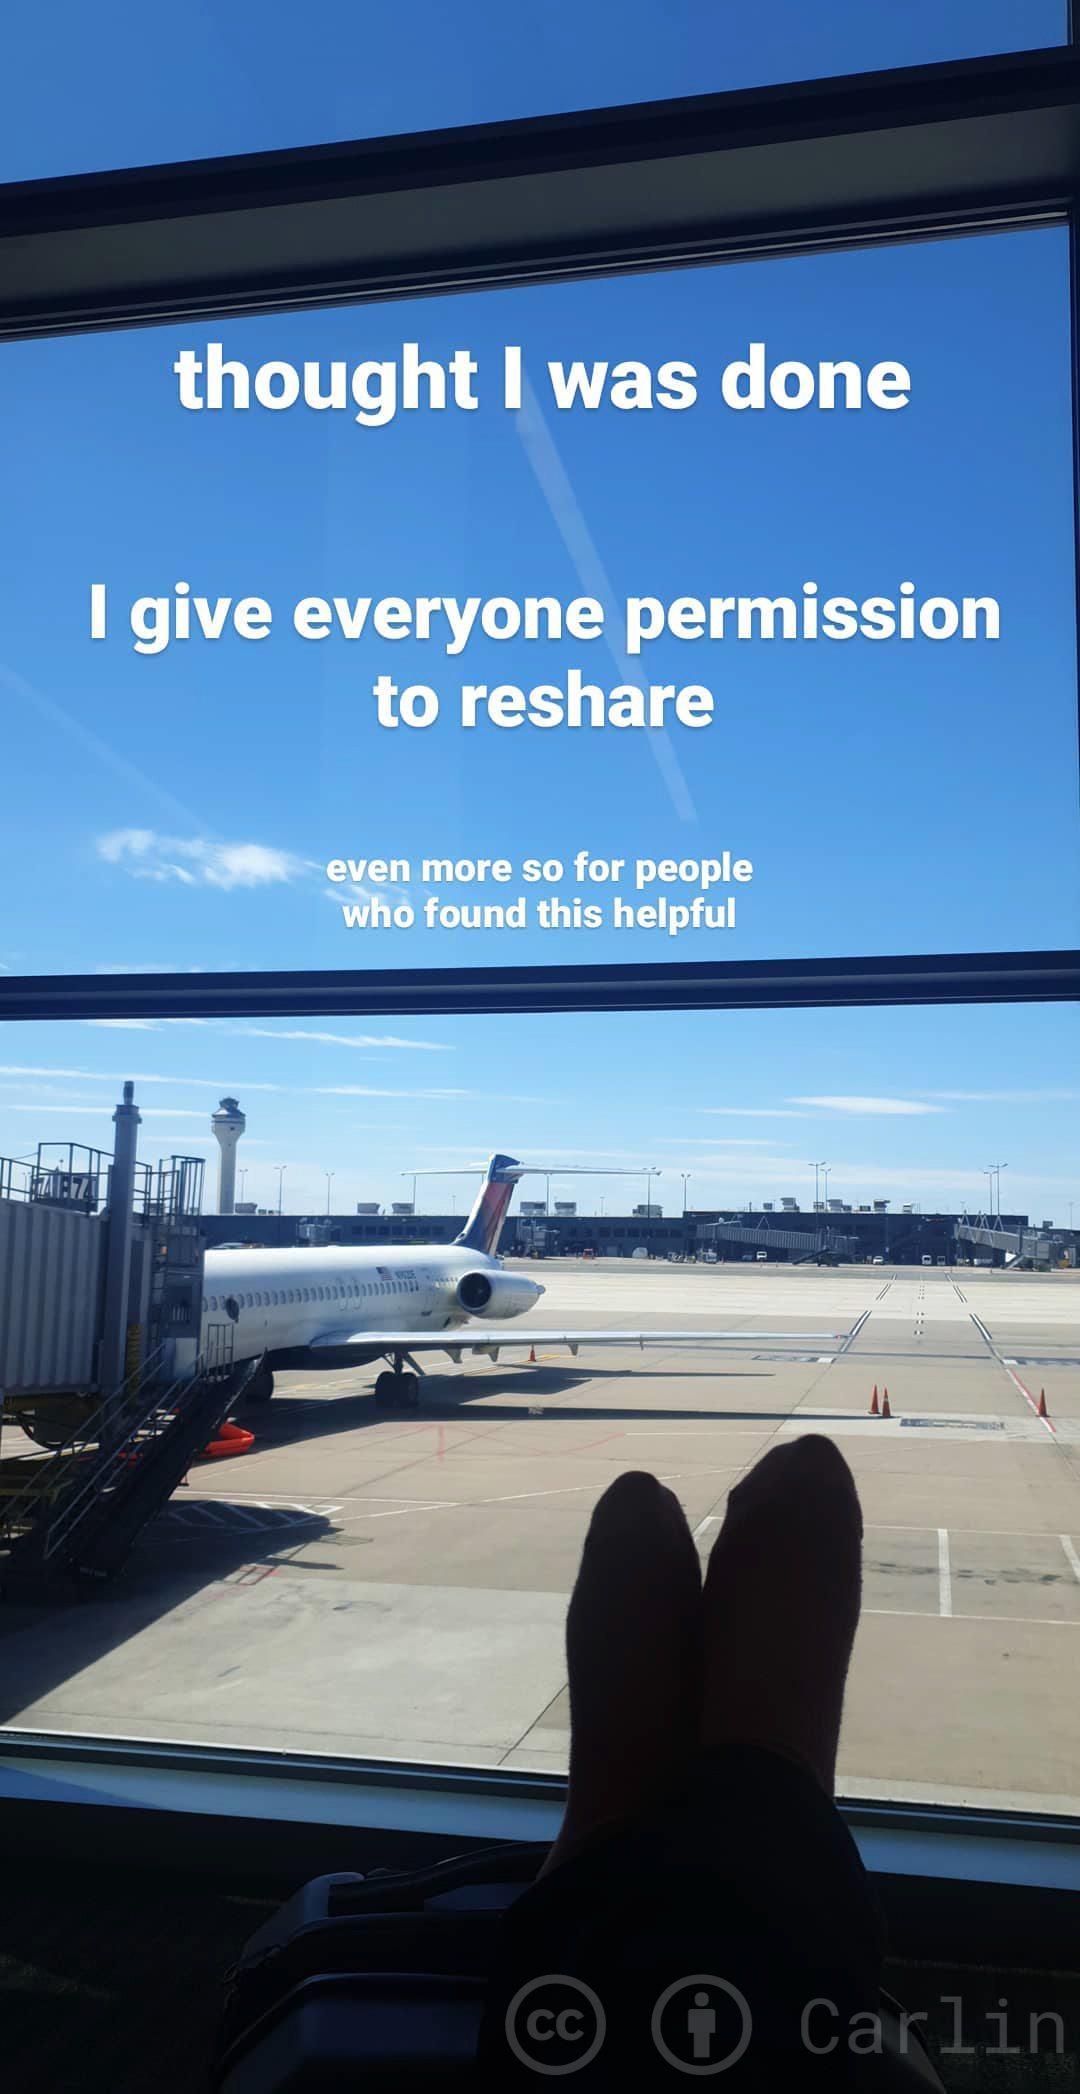 thought I was done
I give everyone permission
to reshare
even more so for people
who found this helpful
cc
Carlin